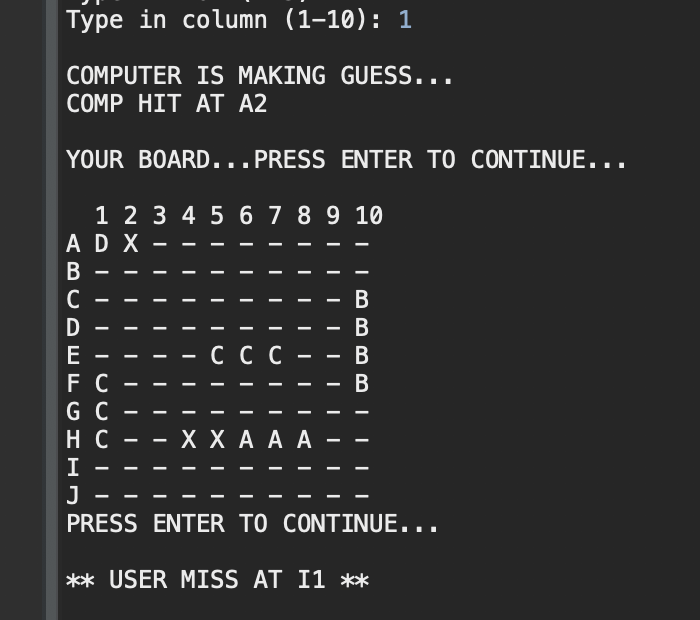 Type in column (1-10): 1
COMPUTER IS MAKING GUESS...
COMP HIT AT A2
YOUR BOARD...PRESS ENTER TO CONTINUE...
1 2 3 4 5 6 7 8 9 10
A D X - - - - - - - -
B - - - - - - - - - -
C - - - - - - - - - B
D - - - - - - - - - B
E - - - - C C C - - B
F C - - - - - - - - B
G C - - - - - - - - -
H C - - X X A A A - -
I - - - - - - - - - -
J - - - - - - - - - -
PRESS ENTER TO CONTINUE...
** USER MISS AT I1 **